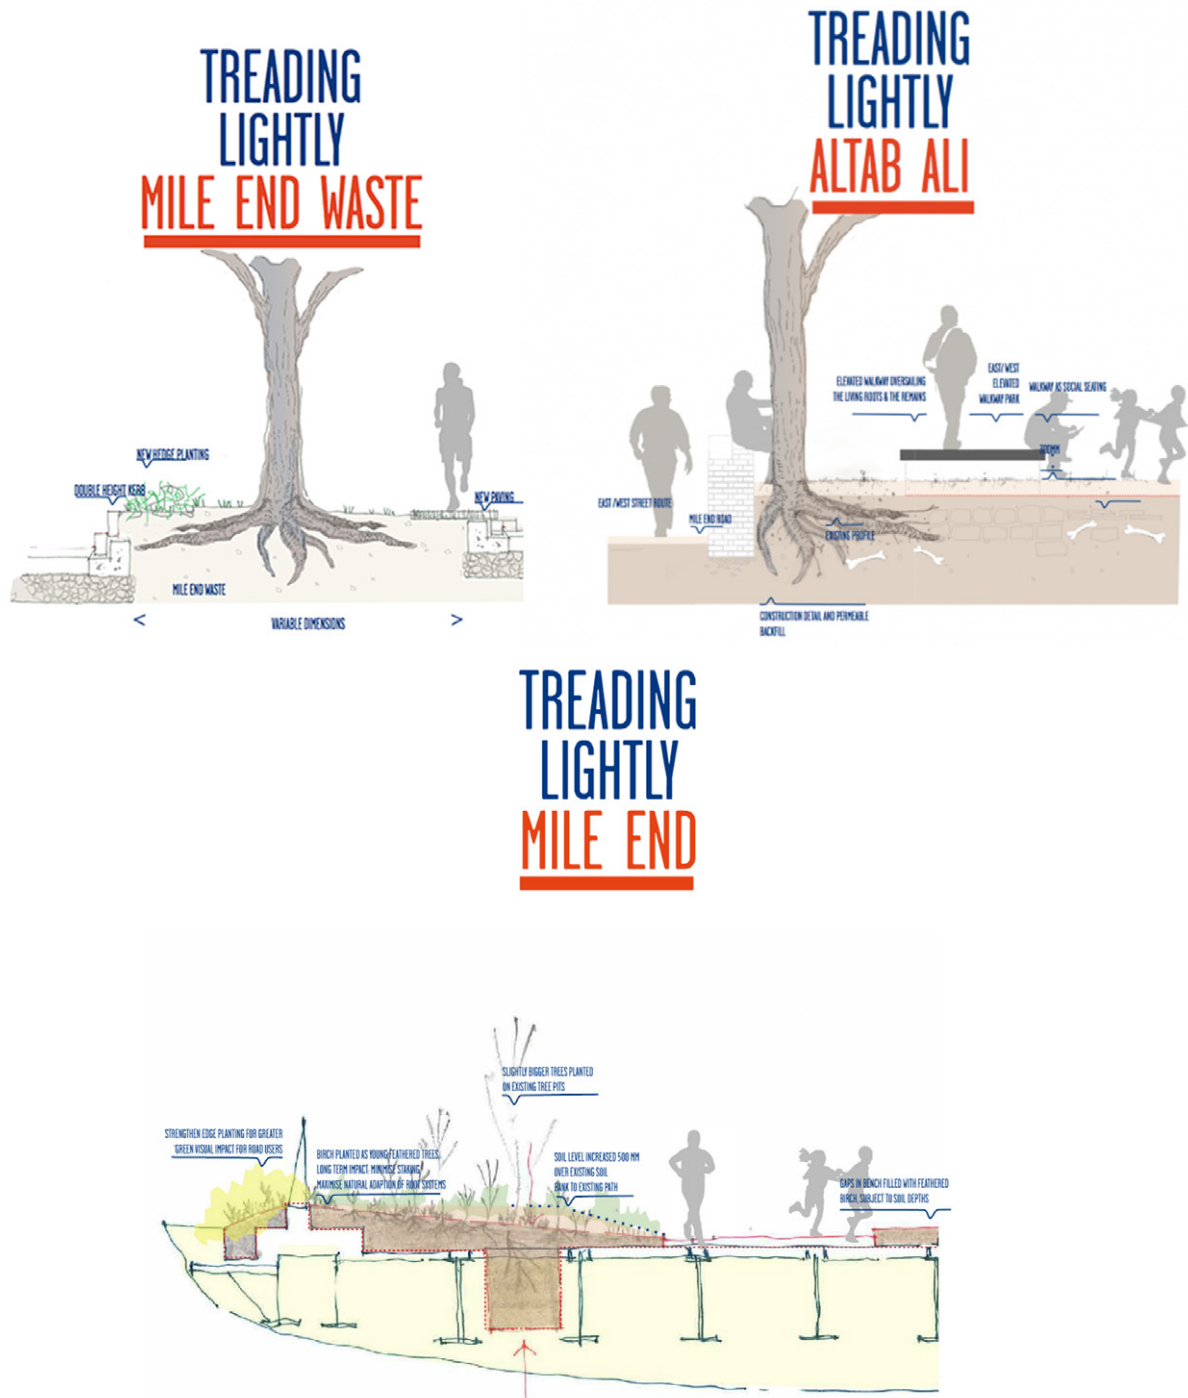 TREADING
LIGHTLY
MILE END WASTE
NEW HEDGE PLANTING
DOUBLE HEIGHT KERB
NEW PAVING
MILE END WASTE
< VARIABLE DIMENSIONS >
TREADING
LIGHTLY
ALTAB ALI
ELEVATED WALKWAY OVERSAILING
THE LIVING ROOTS & THE REMAINS
EAST/WEST
ELEVATED
WALKWAY PARK
WALKWAY AS SOCIAL SEATING
EAST/WEST STREET ROUTE
MILE END ROAD
EXISTING PROFILE
CONSTRUCTION DETAIL AND PERMEABLE
BACKFILL
TREADING
LIGHTLY
MILE END
SLIGHTLY BIGGER TREES PLANTED
ON EXISTING TREE PITS
STRENGTHEN EDGE PLANTING FOR GREATER
GREEN VISUAL IMPACT FOR ROAD USERS
BIRCH PLANTED AS YOUNG FEATHERED TREES.
LONG TERM IMPACT. MINIMISE STAKING
MAXIMISE NATURAL ADAPTION OF ROOT SYSTEMS
SOIL LEVEL INCREASED 500 MM
OVER EXISTING SOIL
BANK TO EXISTING PATH
GAPS IN BENCH FILLED WITH FEATHERED
BIRCH. SUBJECT TO SOIL DEPTHS